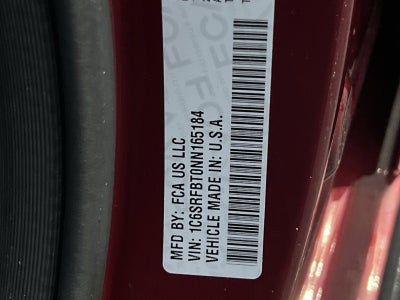 MFD BY: FCA US LLC
VIN: 1C6SRFBT0NN165184
VEHICLE MADE IN: U.S.A.